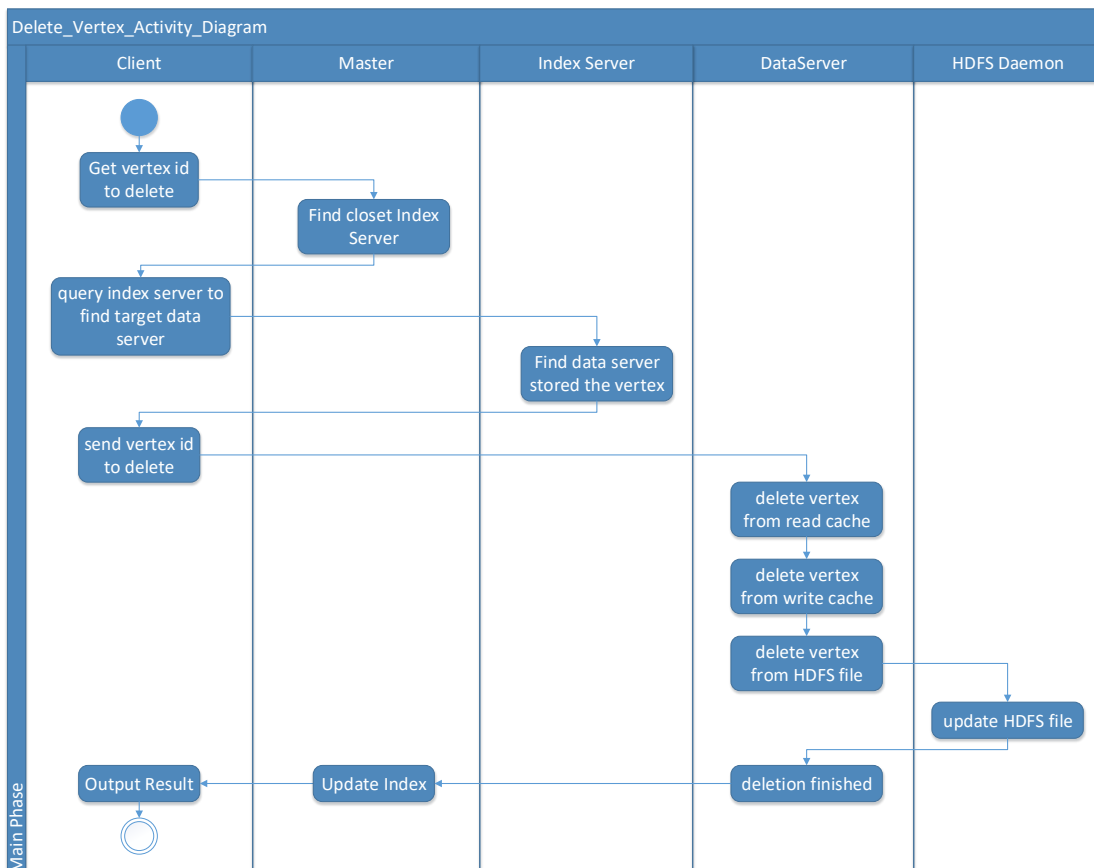 Delete_Vertex_Activity_Diagram
Client
Master
Index Server
DataServer
HDFS Daemon
Get vertex id
to delete
Find closet Index
Server
query index server to
find target data
server
Find data server
stored the vertex
send vertex id
to delete
delete vertex
from read cache
delete vertex
from write cache
delete vertex
from HDFS file
update HDFS file
Output Result
Update Index
deletion finished
Main Phase